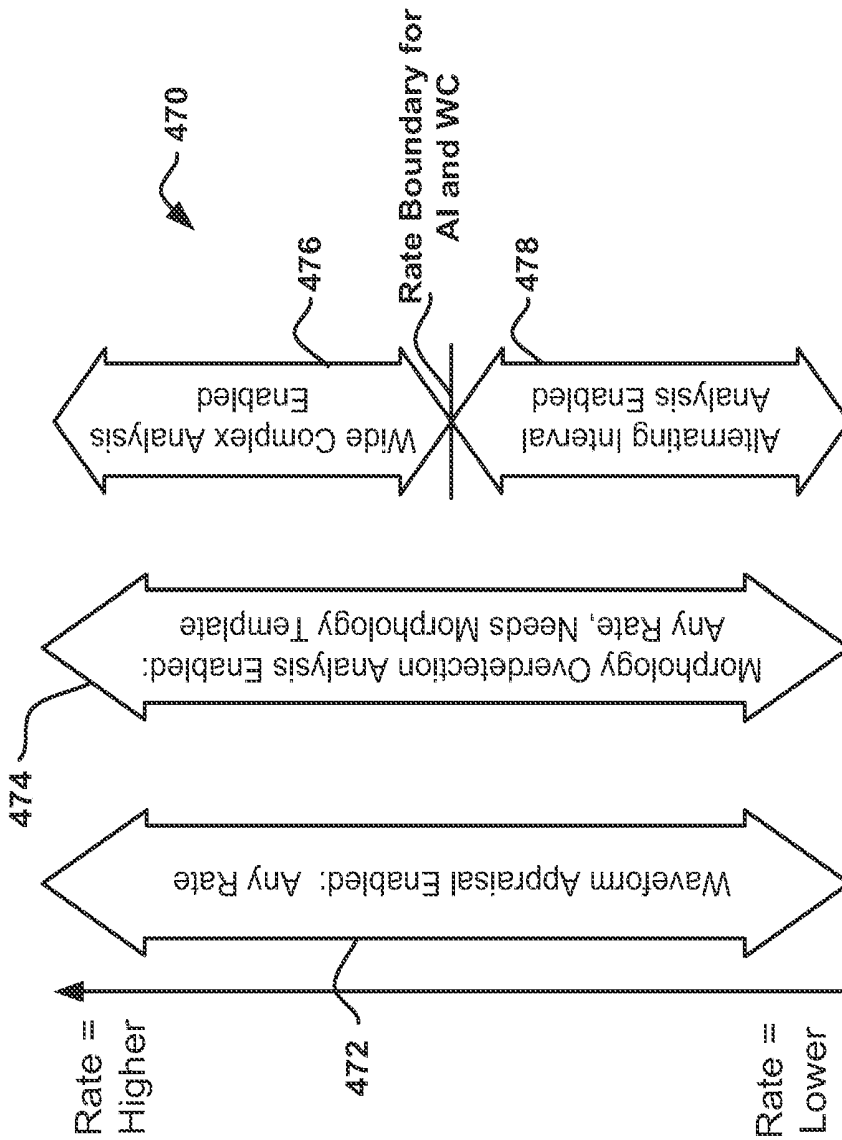 470
Rate =
Higher
474
476
Waveform Appraisal Enabled:  Any Rate
Morphology Overdetection Analysis Enabled:
Any Rate, Needs Morphology Template
Wide Complex Analysis
Enabled
Rate Boundary for
AI and WC
472
478
Alternating Interval
Analysis Enabled
Rate =
Lower